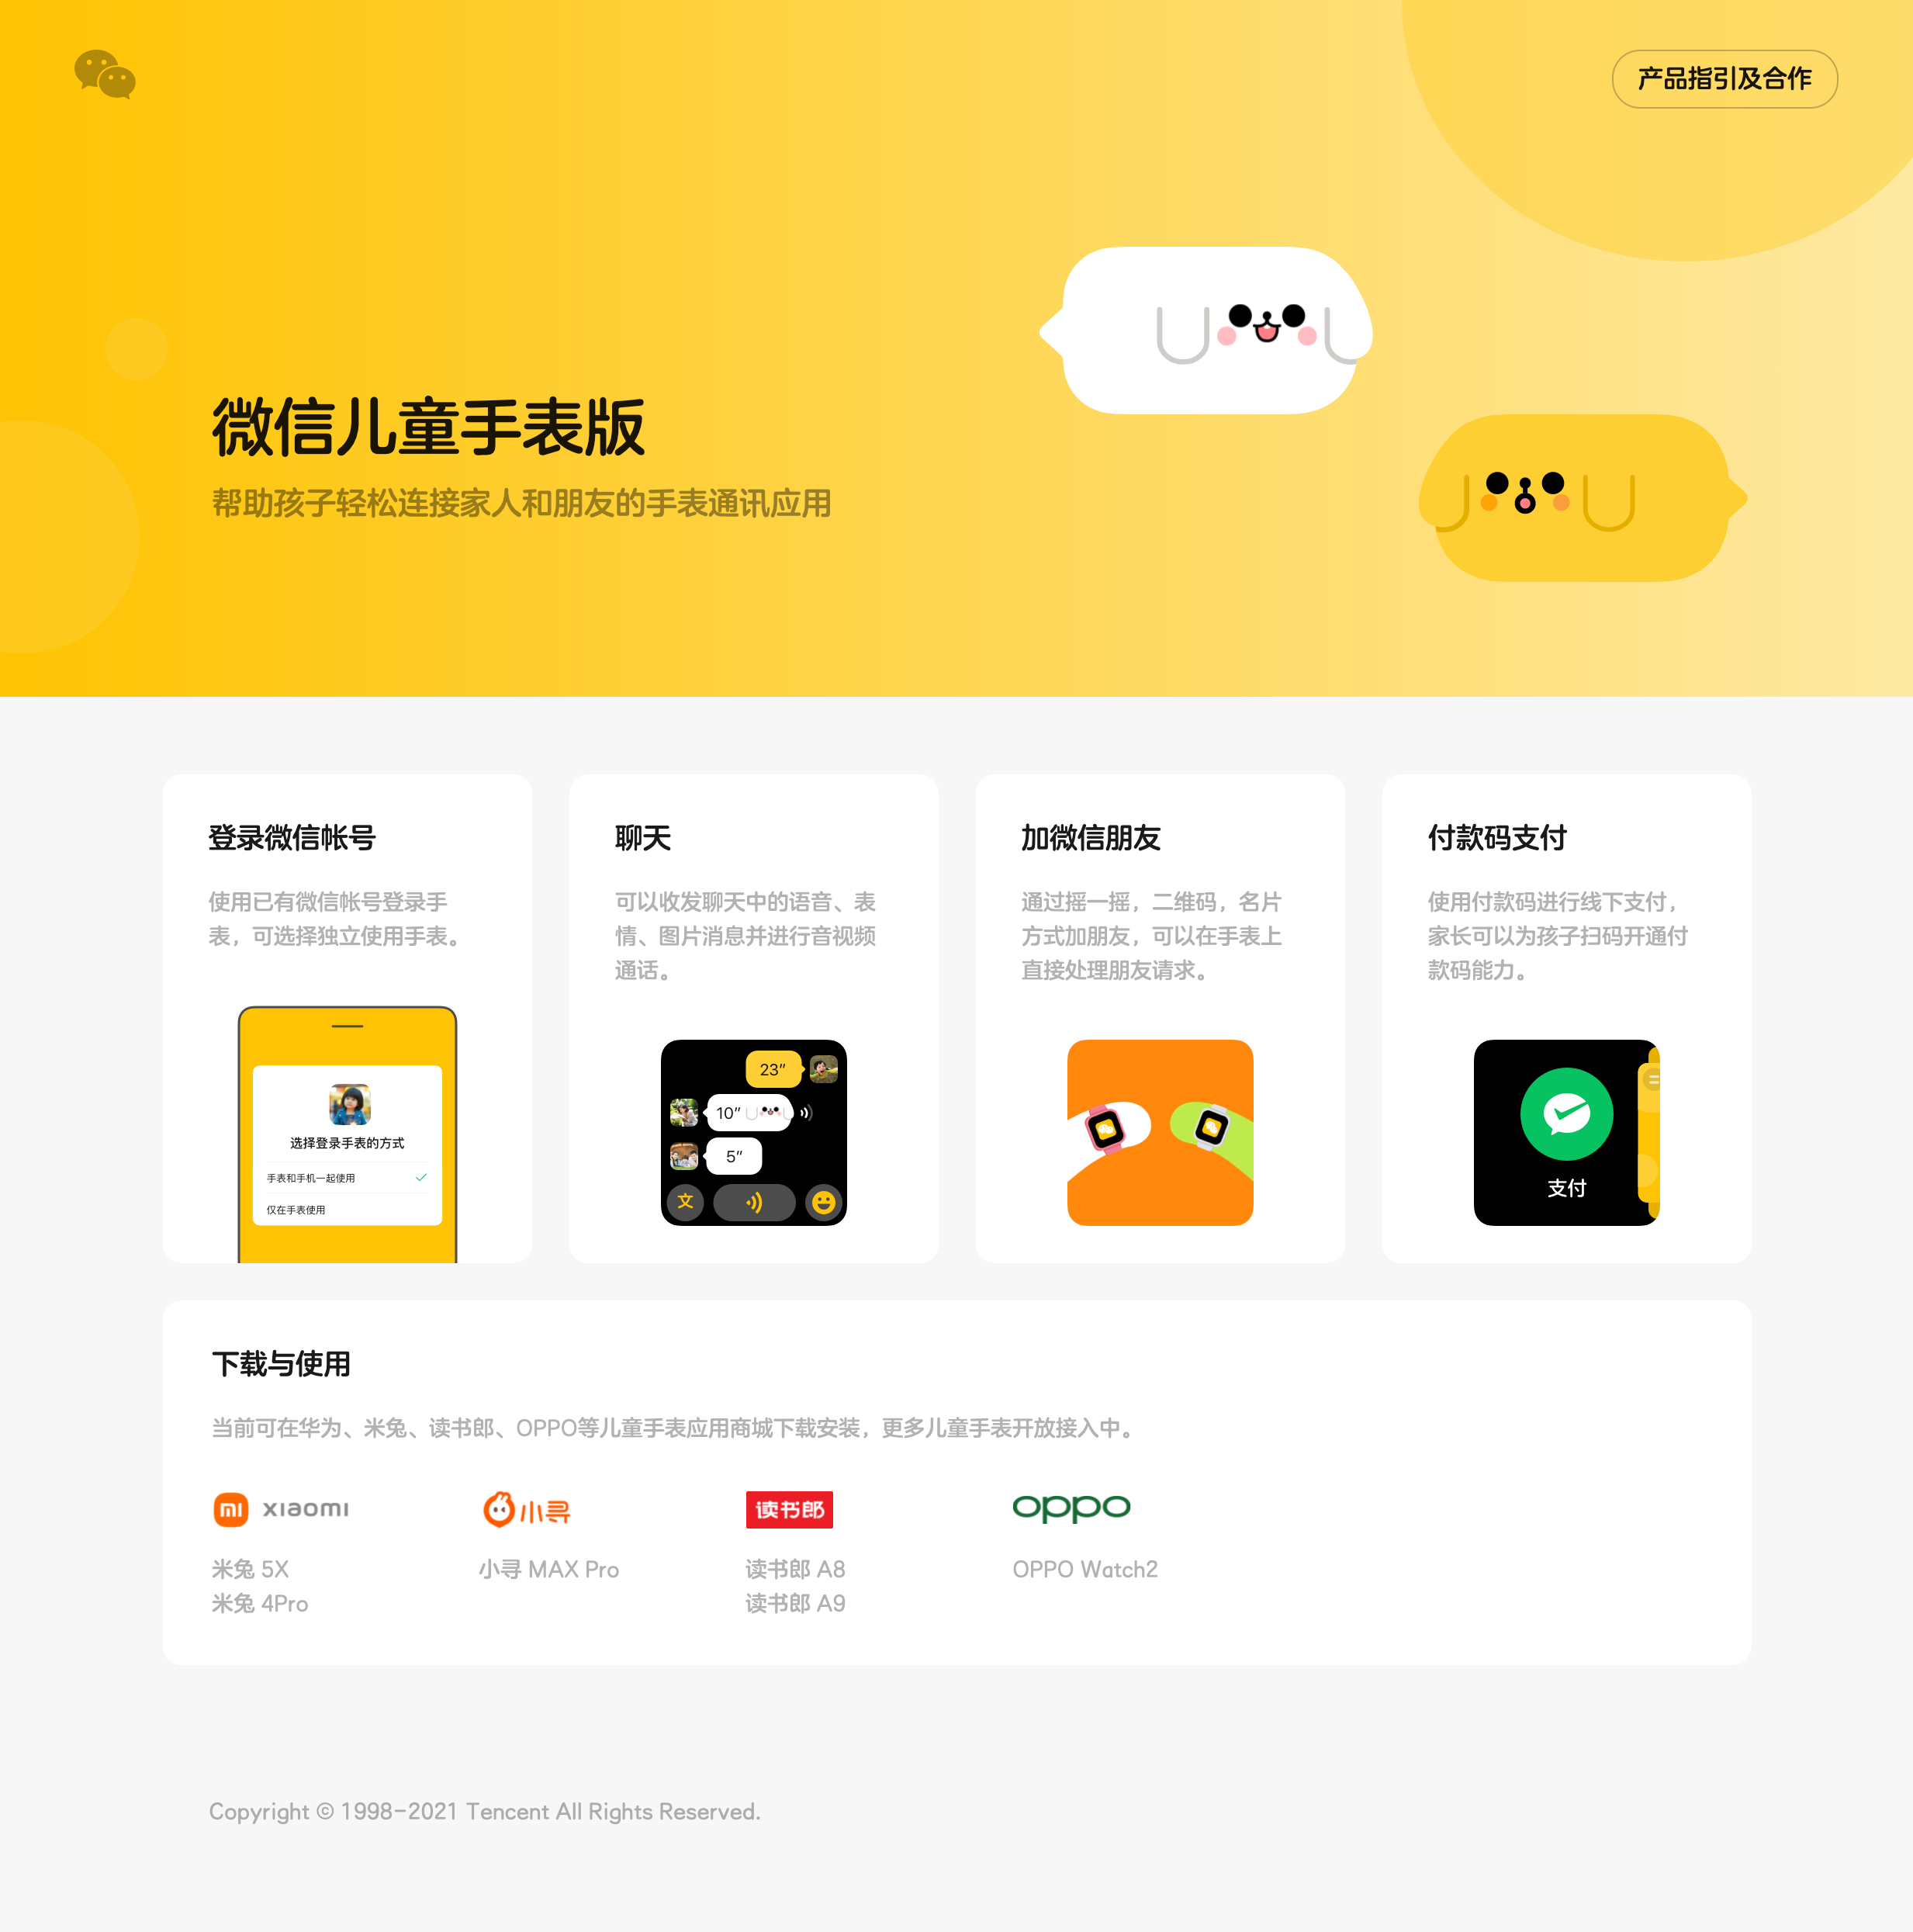 产品指引及合作
微信儿童手表版
帮助孩子轻松连接家人和朋友的手表通讯应用
登录微信帐号
使用已有微信帐号登录手
表，可选择独立使用手表。
选择登录手表的方式
手表和手机一起使用
仅在手表使用
聊天
可以收发聊天中的语音、表
情、图片消息并进行音视频
通话。
23″
10″
5″
文
加微信朋友
通过摇一摇，二维码，名片
方式加朋友，可以在手表上
直接处理朋友请求。
付款码支付
使用付款码进行线下支付，
家长可以为孩子扫码开通付
款码能力。
支付
下载与使用
当前可在华为、米兔、读书郎、OPPO等儿童手表应用商城下载安装，更多儿童手表开放接入中。
mi xiaomi
小寻
读书郎
oppo
米兔 5X
米兔 4Pro
小寻 MAX Pro
读书郎 A8
读书郎 A9
OPPO Watch2
Copyright © 1998-2021 Tencent All Rights Reserved.